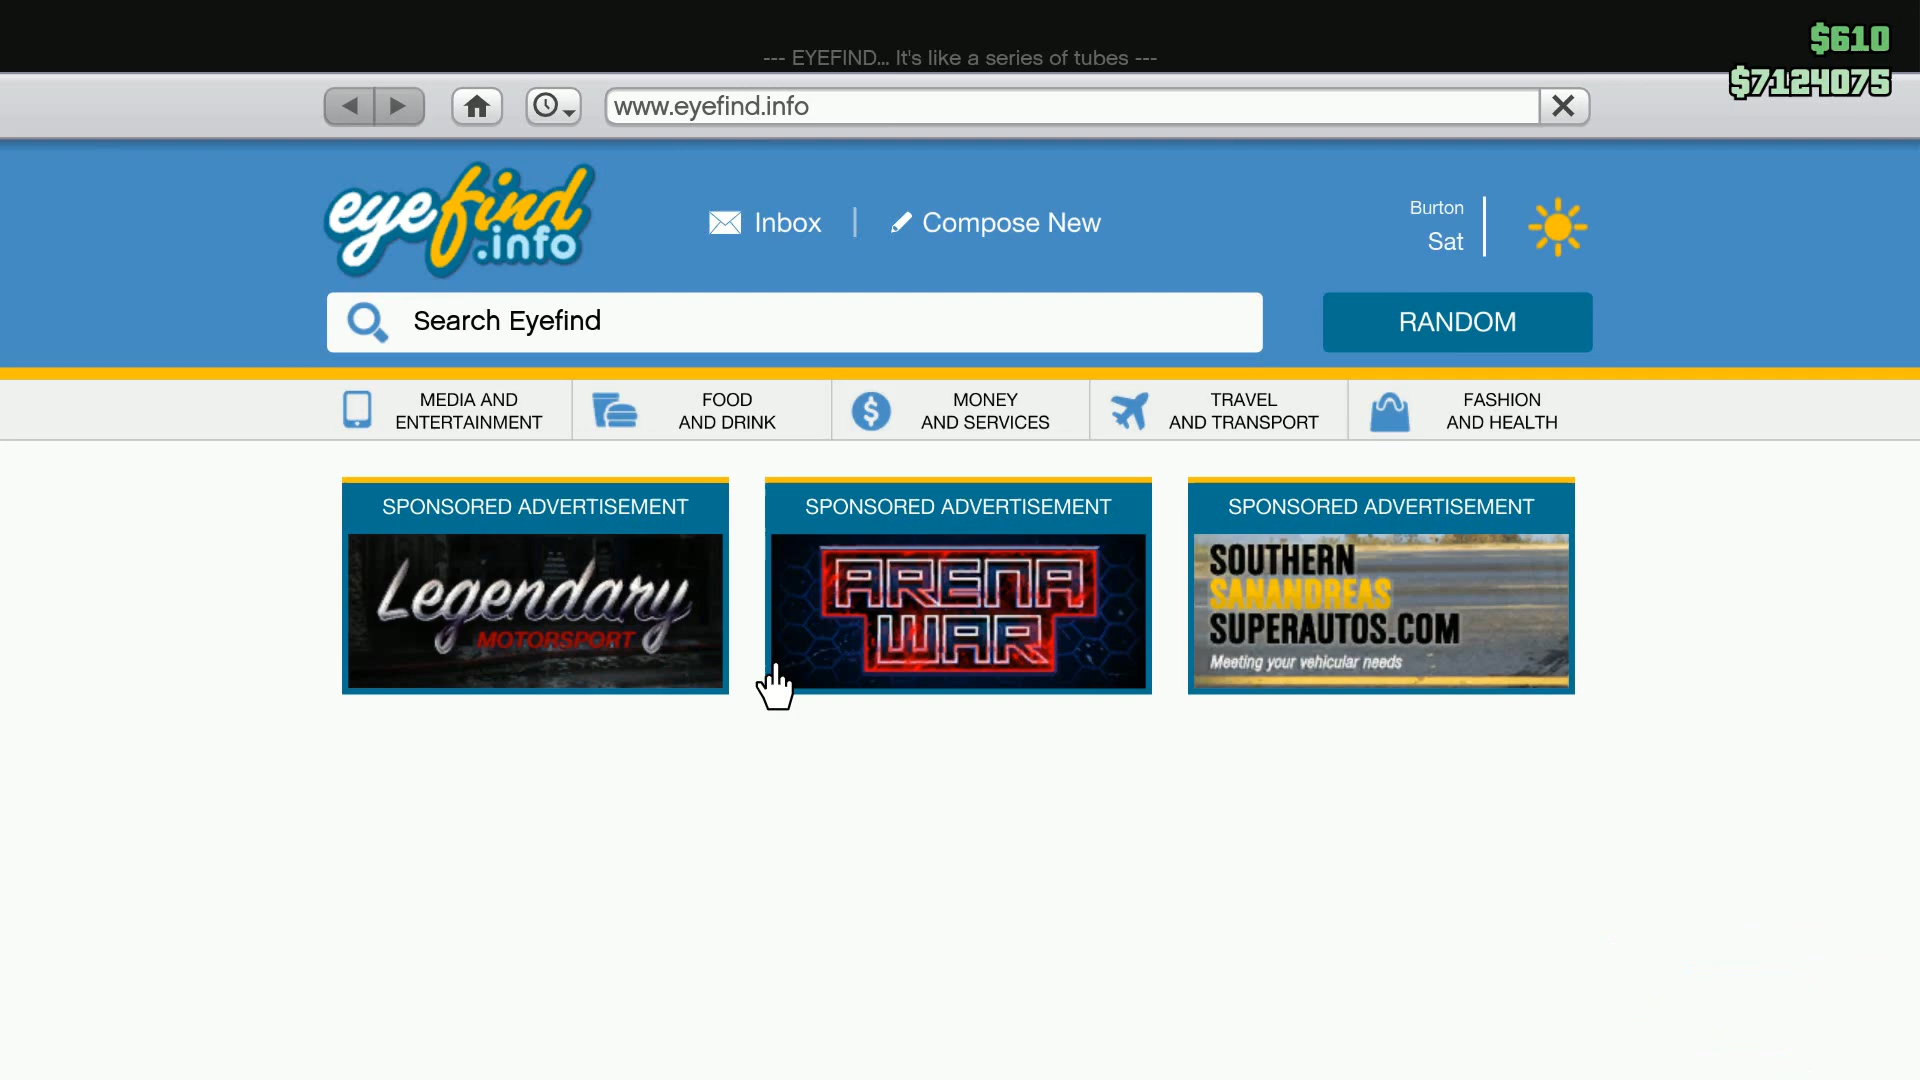 $610
--- EYEFIND... It's like a series of tubes ---
$7124075
www.eyefind.info
eyefind
.info
Inbox
Compose New
Burton
Sat
Search Eyefind
RANDOM
MEDIA AND
ENTERTAINMENT
FOOD
AND DRINK
MONEY
AND SERVICES
TRAVEL
AND TRANSPORT
FASHION
AND HEALTH
SPONSORED ADVERTISEMENT
Legendary
MOTORSPORT
SPONSORED ADVERTISEMENT
ARENA
WAR
SPONSORED ADVERTISEMENT
SOUTHERN
SANANDREAS
SUPERAUTOS.COM
Meeting your vehicular needs